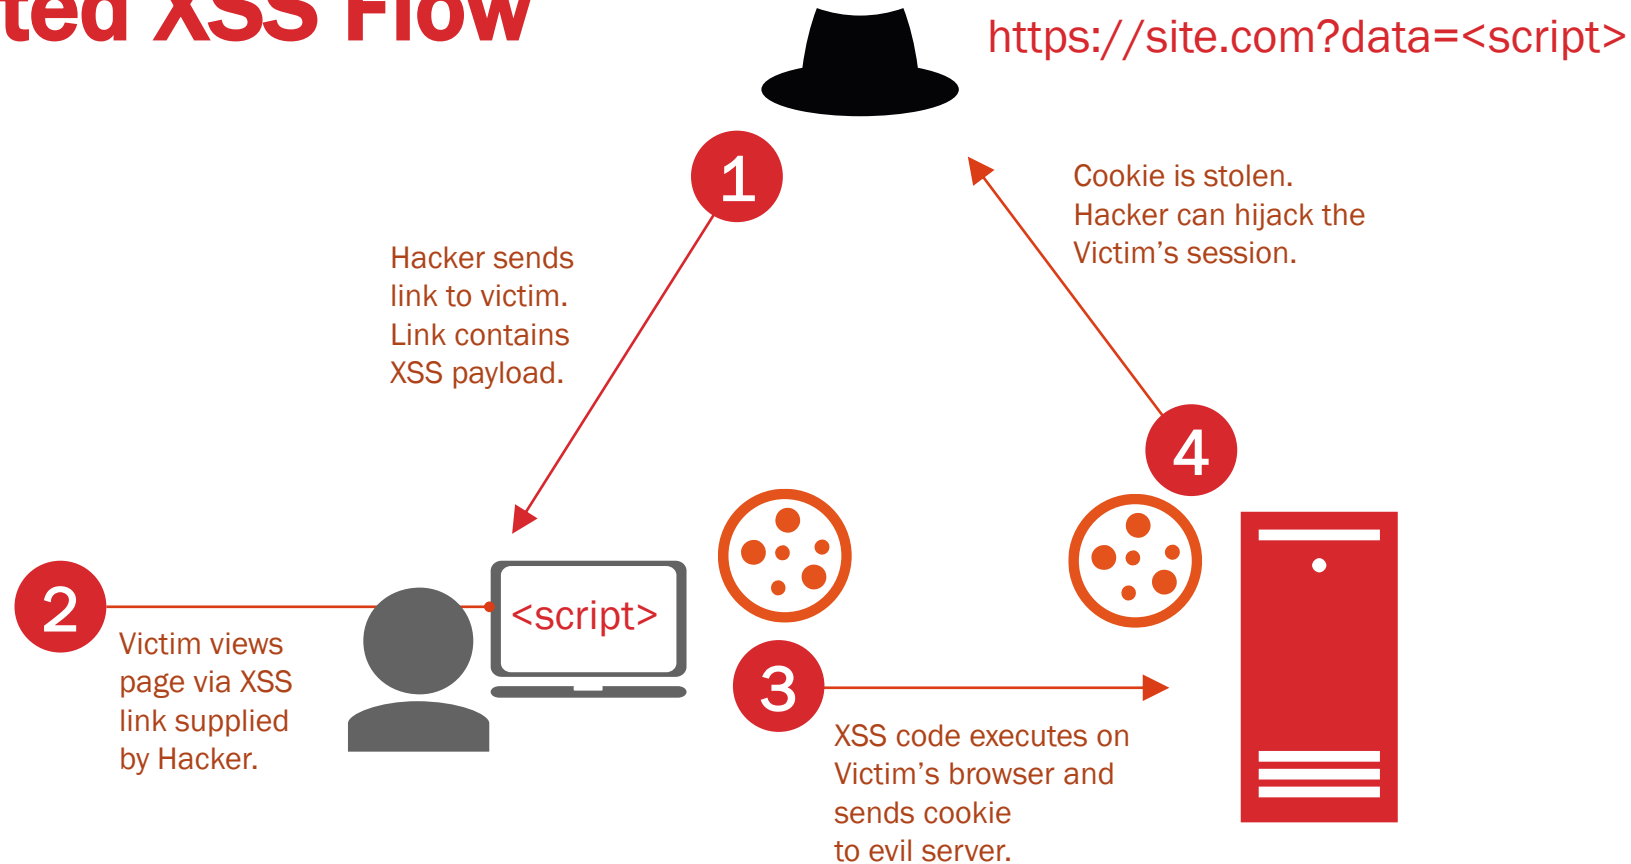 ted XSS Flow
https://site.com?data=<script>
1
Cookie is stolen.
Hacker can hijack the
Victim’s session.
Hacker sends
link to victim.
Link contains
XSS payload.
4
2
<script>
Victim views
page via XSS
link supplied
by Hacker.
3
XSS code executes on
Victim’s browser and
sends cookie
to evil server.